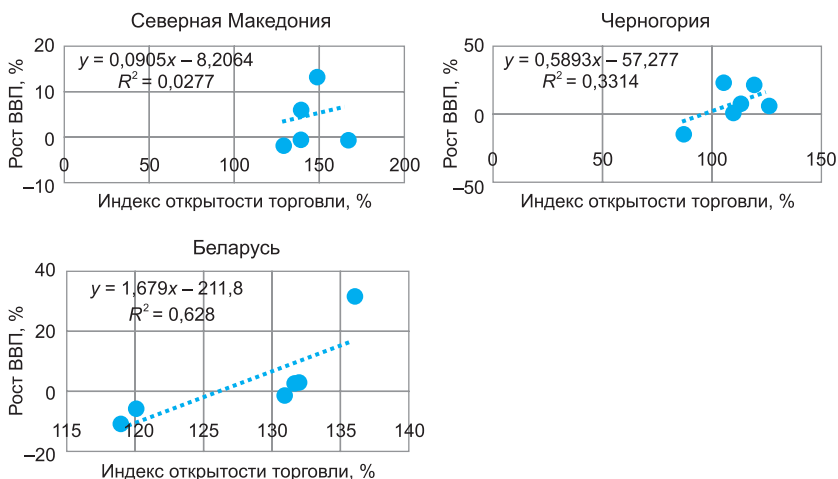 Северная Македония
20
10
0
–10
y = 0,0905x – 8,2064
R² = 0,0277
0 50 100 150 200
Рост ВВП, %
Индекс открытости торговли, %
Черногория
50
0
–50
y = 0,5893x – 57,277
R² = 0,3314
0 50 100 150
Рост ВВП, %
Индекс открытости торговли, %
Беларусь
40
20
0
–20
y = 1,679x – 211,8
R² = 0,628
115 120 125 130 135 140
Рост ВВП, %
Индекс открытости торговли, %